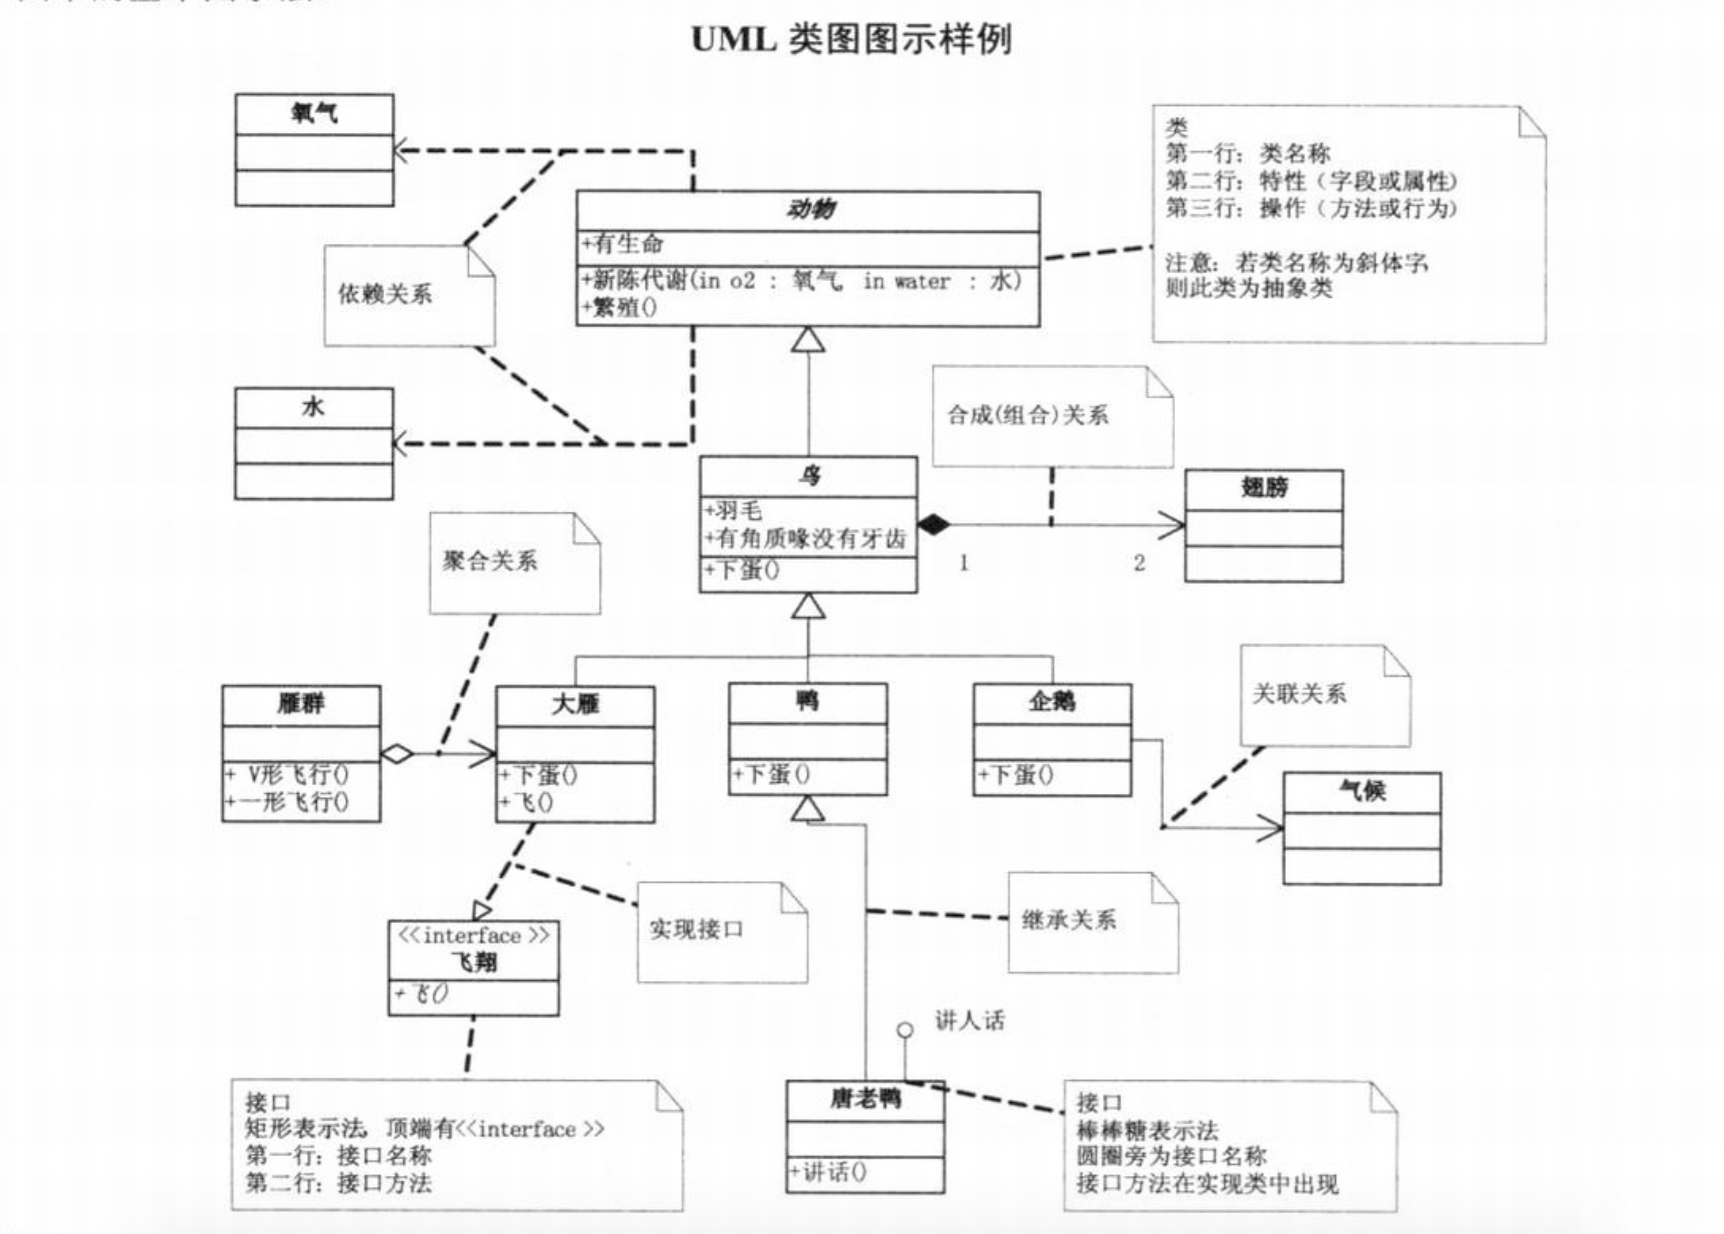 UML 类图图示样例
氧气
类
第一行：类名称
第二行：特性（字段或属性）
第三行：操作（方法或行为）
注意：若类名称为斜体字，
则此类为抽象类
动物
+有生命
+新陈代谢(in o2 : 氧气, in water : 水)
+繁殖()
依赖关系
水
合成(组合)关系
鸟
+羽毛
+有角质喙没有牙齿
+下蛋()
1
2
翅膀
聚合关系
雁群
+ V形飞行()
+一形飞行()
大雁
+下蛋()
+飞()
鸭
+下蛋()
企鹅
+下蛋()
关联关系
气候
实现接口
继承关系
<<interface >>
飞翔
+飞()
讲人话
接口
矩形表示法，顶端有<<interface >>
第一行：接口名称
第二行：接口方法
唐老鸭
+讲话()
接口
棒棒糖表示法
圆圈旁为接口名称
接口方法在实现类中出现